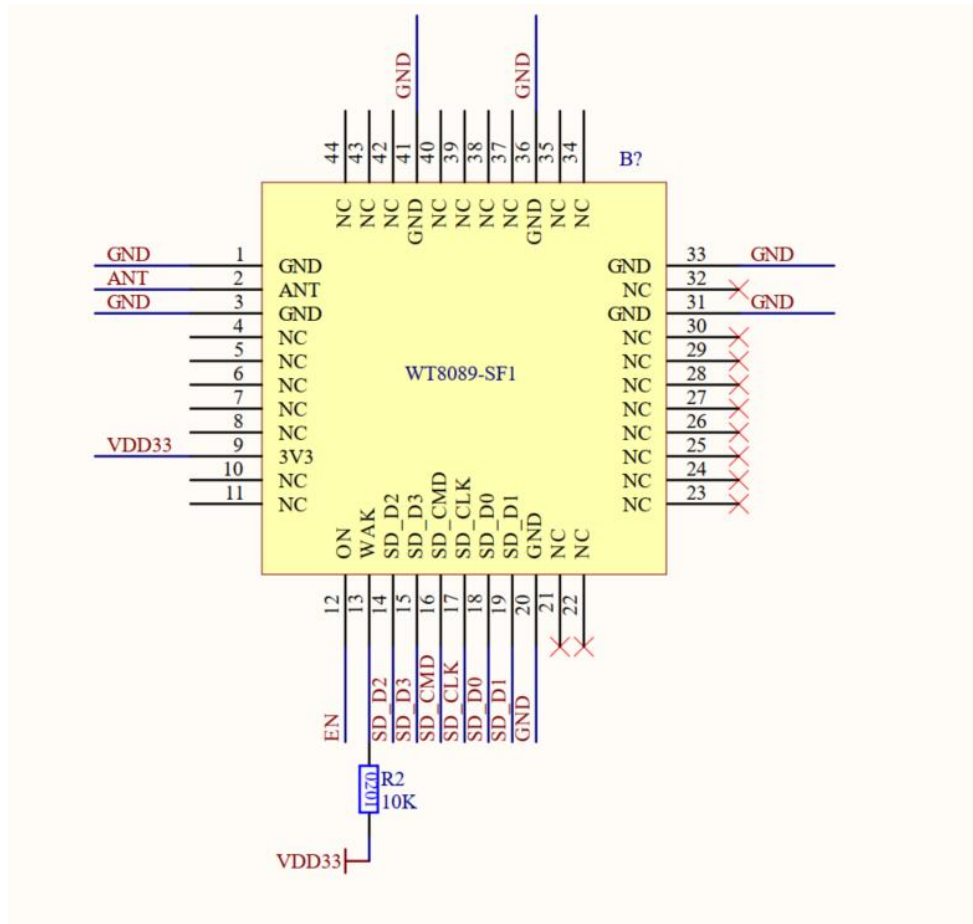 GND GND
44 43 42 41 40 39 38 37 36 35 34
B?
NC NC NC GND NC NC NC NC GND NC NC
GND 1 GND
ANT 2 ANT
GND 3 GND
4 NC
5 NC
6 NC
7 NC
8 NC
VDD33 9 3V3
10 NC
11 NC
WT8089-SF1
GND 33 GND
NC 32
GND 31 GND
NC 30
NC 29
NC 28
NC 27
NC 26
NC 25
NC 24
NC 23
ON WAK SD_D2 SD_D3 SD_CMD SD_CLK SD_D0 SD_D1 GND NC NC
12 13 14 15 16 17 18 19 20 21 22
EN SD_D2 SD_D3 SD_CMD SD_CLK SD_D0 SD_D1 GND
0201
R2
10K
VDD33